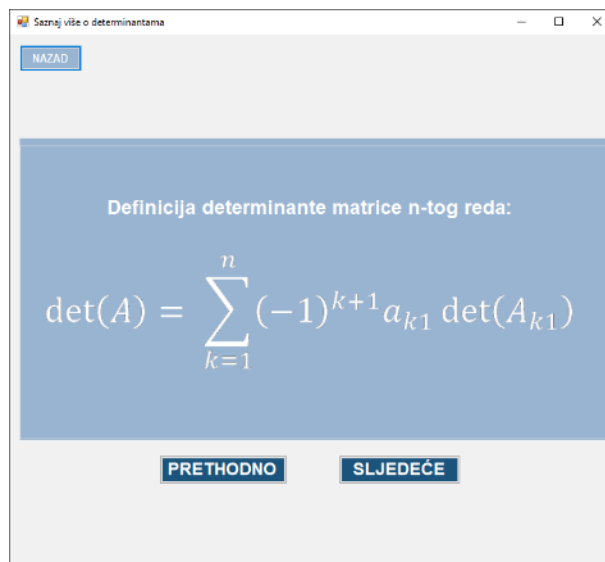 Saznaj više o determinantama
NAZAD
Definicija determinante matrice n-tog reda:
det(A) = ∑_{k=1}^{n} (−1)^{k+1} a_{k1} det(A_{k1})
PRETHODNO SLJEDEĆE